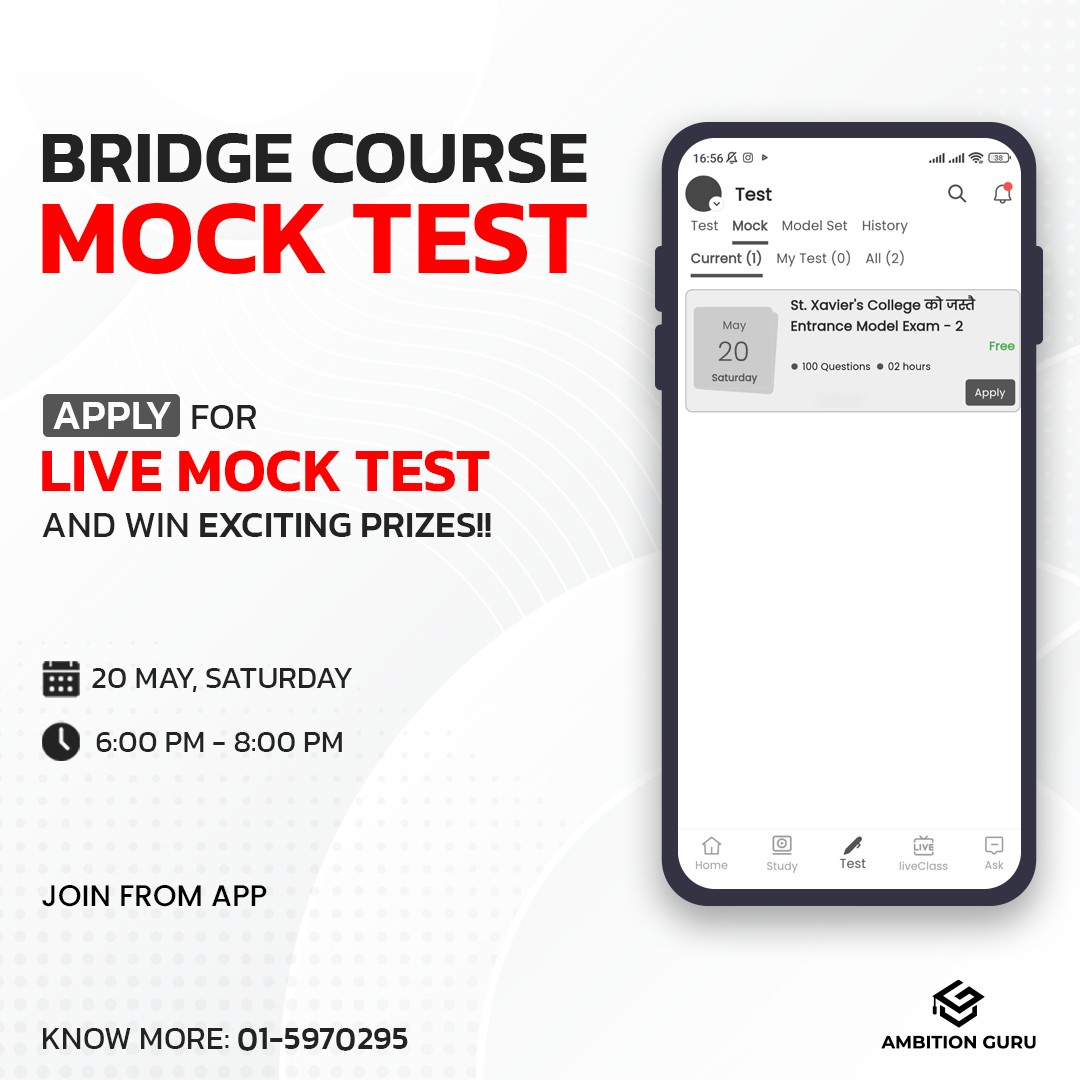 BRIDGE COURSE
MOCK TEST
APPLY FOR
LIVE MOCK TEST
AND WIN EXCITING PRIZES!!
20 MAY, SATURDAY
6:00 PM - 8:00 PM
JOIN FROM APP
KNOW MORE: 01-5970295
16:56 38
Test
Test Mock Model Set History
Current (1) My Test (0) All (2)
May
20
Saturday
St. Xavier's College को जस्तै
Entrance Model Exam - 2
Free
100 Questions 02 hours
Apply
LIVE
Home Study Test liveClass Ask
AMBITION GURU